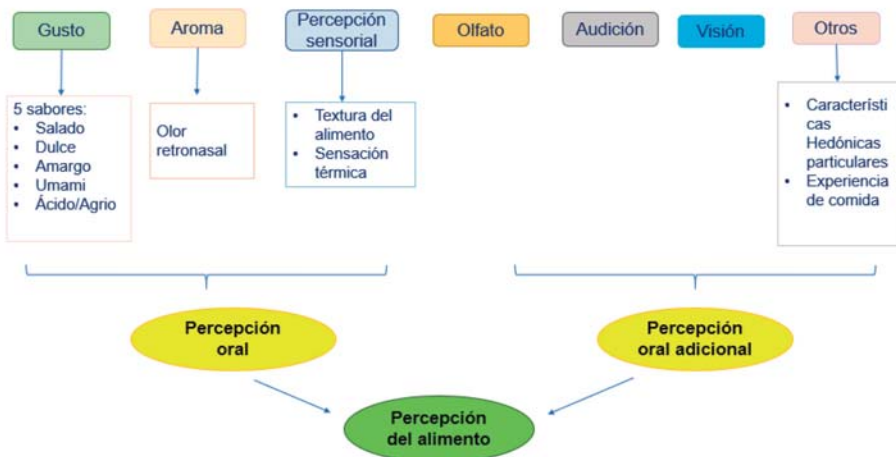 Gusto
Aroma
Percepción
sensorial
Olfato
Audición
Visión
Otros
5 sabores:
• Salado
• Dulce
• Amargo
• Umami
• Ácido/Agrio
Olor
retronasal
• Textura del
alimento
• Sensación
térmica
• Característi
cas
Hedónicas
particulares
• Experiencia
de comida
Percepción
oral
Percepción
oral adicional
Percepción
del alimento